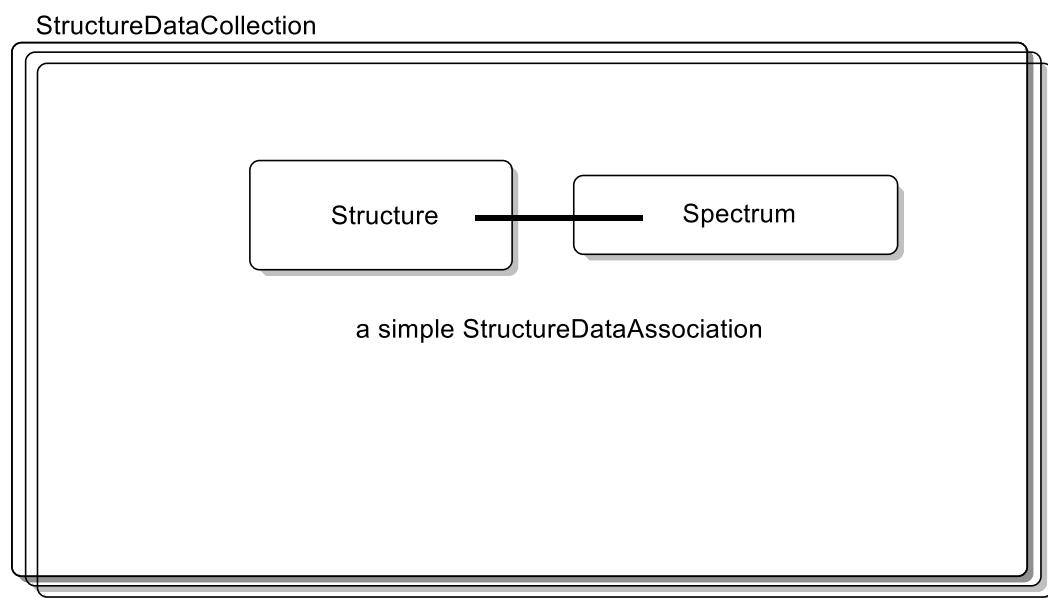 StructureDataCollection
Structure
Spectrum
a simple StructureDataAssociation